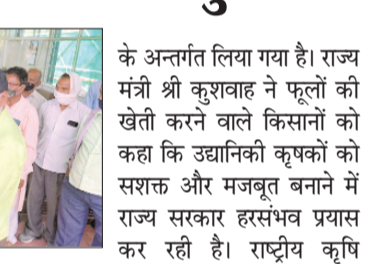 के अन्तर्गत लिया गया है। राज्य
मंत्री श्री कुशवाह ने फूलों की
खेती करने वाले किसानों को
कहा कि उद्यानिकी कृषकों को
सशक्त और मजबूत बनाने में
राज्य सरकार हरसंभव प्रयास
कर रही है। राष्ट्रीय कृषि